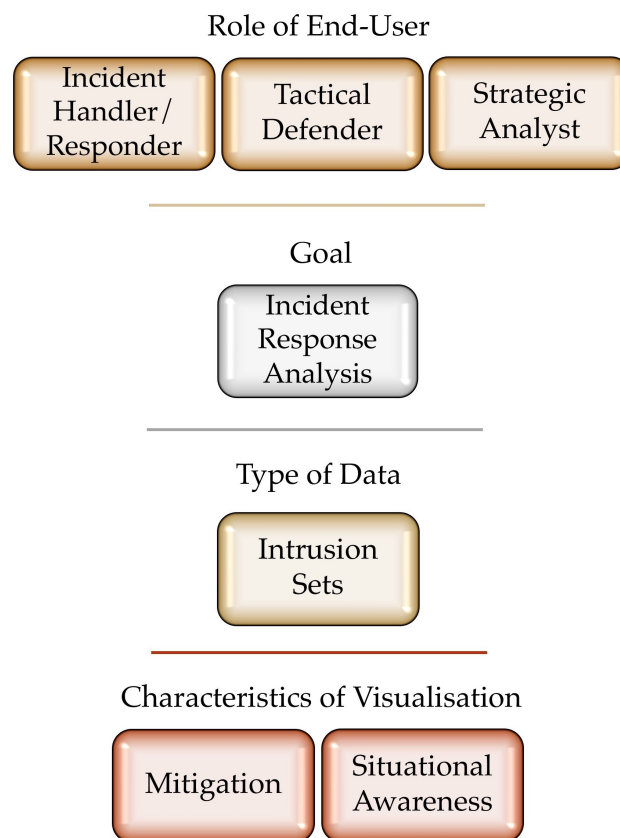 Role of End-User
Incident
Handler/
Responder
Tactical
Defender
Strategic
Analyst
Goal
Incident
Response
Analysis
Type of Data
Intrusion
Sets
Characteristics of Visualisation
Mitigation
Situational
Awareness